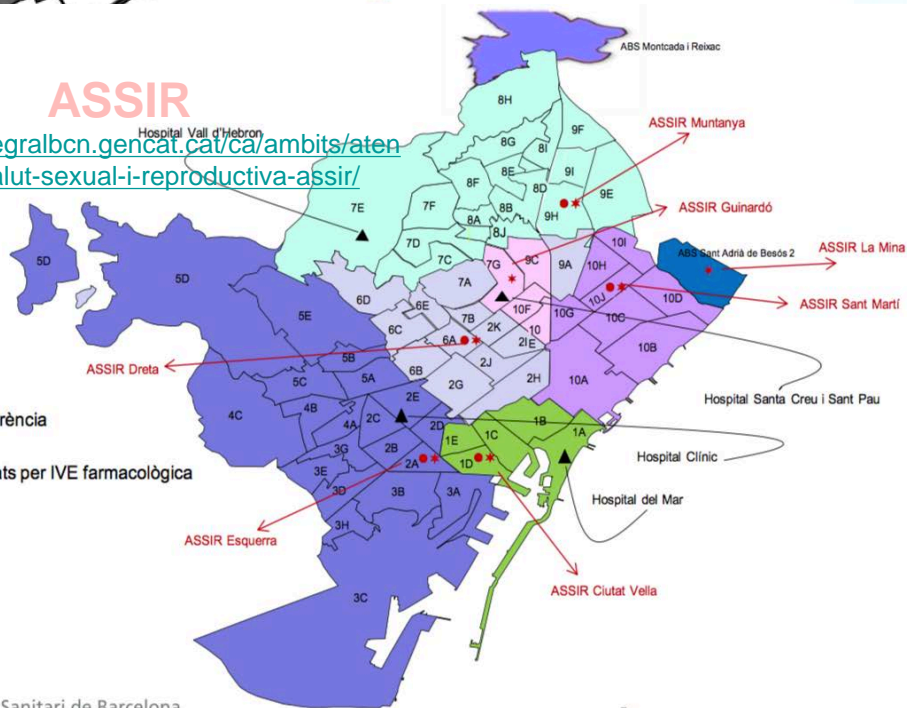 ABS Montcada i Reixac
ASSIR
Hospital Vall d'Hebron
egralbcn.gencat.cat/ca/ambits/aten
alut-sexual-i-reproductiva-assir/
8H
9F
8G
8I
ASSIR Muntanya
8E
9I
8F
8D
9E
7E
7F
8B
9H
8A
ASSIR Guinardó
8J
7D
10I
7C
7G
9C
9A
ABS Sant Adrià de Besós 2
ASSIR La Mina
10H
5D
5D
7A
10J
10D
ASSIR Sant Martí
6D
6E
10F
10G
10C
5E
6C
7B
2K
10
6A
2I
E
10B
5B
2J
ASSIR Dreta
6B
5C
5A
2G
2H
10A
2E
Hospital Santa Creu i Sant Pau
4C
4B
2C
1B
rència
4A
2D
1E
1C
1A
3G
2B
Hospital Clínic
ts per IVE farmacològica
3E
2A
1D
3D
3B
3A
Hospital del Mar
3H
ASSIR Esquerra
ASSIR Ciutat Vella
3C
Sanitari de Barcelona